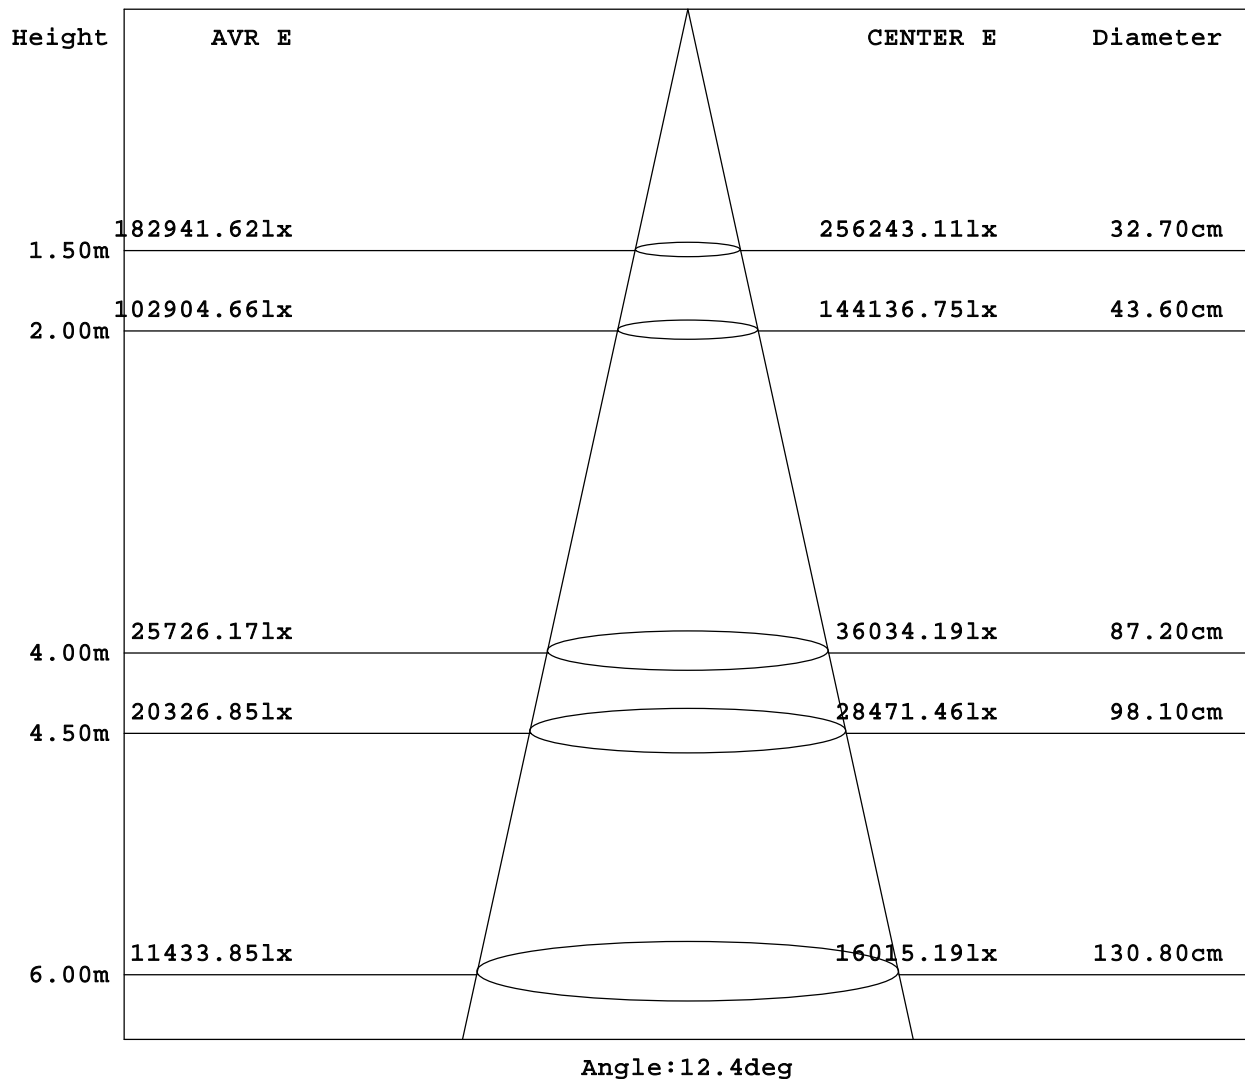 Height AVR E CENTER E Diameter
182941.62lx 256243.11lx 32.70cm
1.50m
102904.66lx 144136.75lx 43.60cm
2.00m
25726.17lx 36034.19lx 87.20cm
4.00m
20326.85lx 28471.46lx 98.10cm
4.50m
11433.85lx 16015.19lx 130.80cm
6.00m
Angle:12.4deg